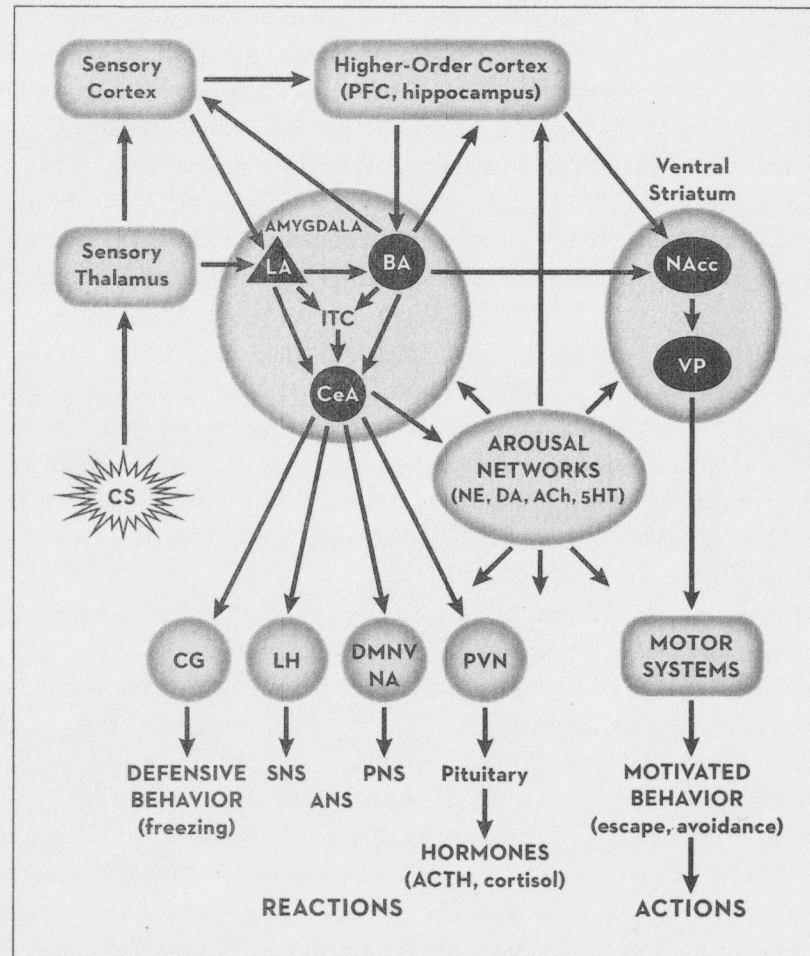 Sensory
Cortex
Higher-Order Cortex
(PFC, hippocampus)
Ventral
Striatum
Sensory
Thalamus
AMYGDALA
LA
BA
ITC
CeA
NAcc
VP
CS
AROUSAL
NETWORKS
(NE, DA, ACh, 5HT)
CG
LH
DMNV
NA
PVN
MOTOR
SYSTEMS
DEFENSIVE
BEHAVIOR
(freezing)
SNS
PNS
ANS
Pituitary
HORMONES
(ACTH, cortisol)
MOTIVATED
BEHAVIOR
(escape, avoidance)
REACTIONS
ACTIONS